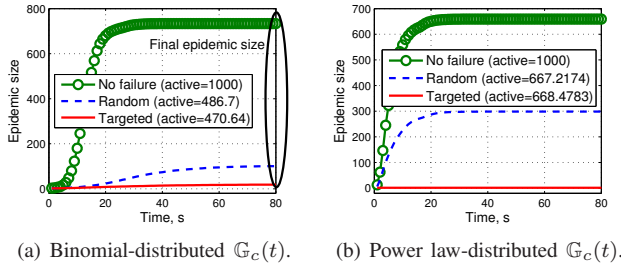 800
600
400
200
0
Epidemic size
Final epidemic size
No failure (active=1000)
Random (active=486.7)
Targeted (active=470.64)
0 20 40 60 80
Time, s
(a) Binomial-distributed 𝔾c(t).
700
600
500
400
300
200
100
0
Epidemic size
No failure (active=1000)
Random (active=667.2174)
Targeted (active=668.4783)
0 20 40 60 80
Time, s
(b) Power law-distributed 𝔾c(t).